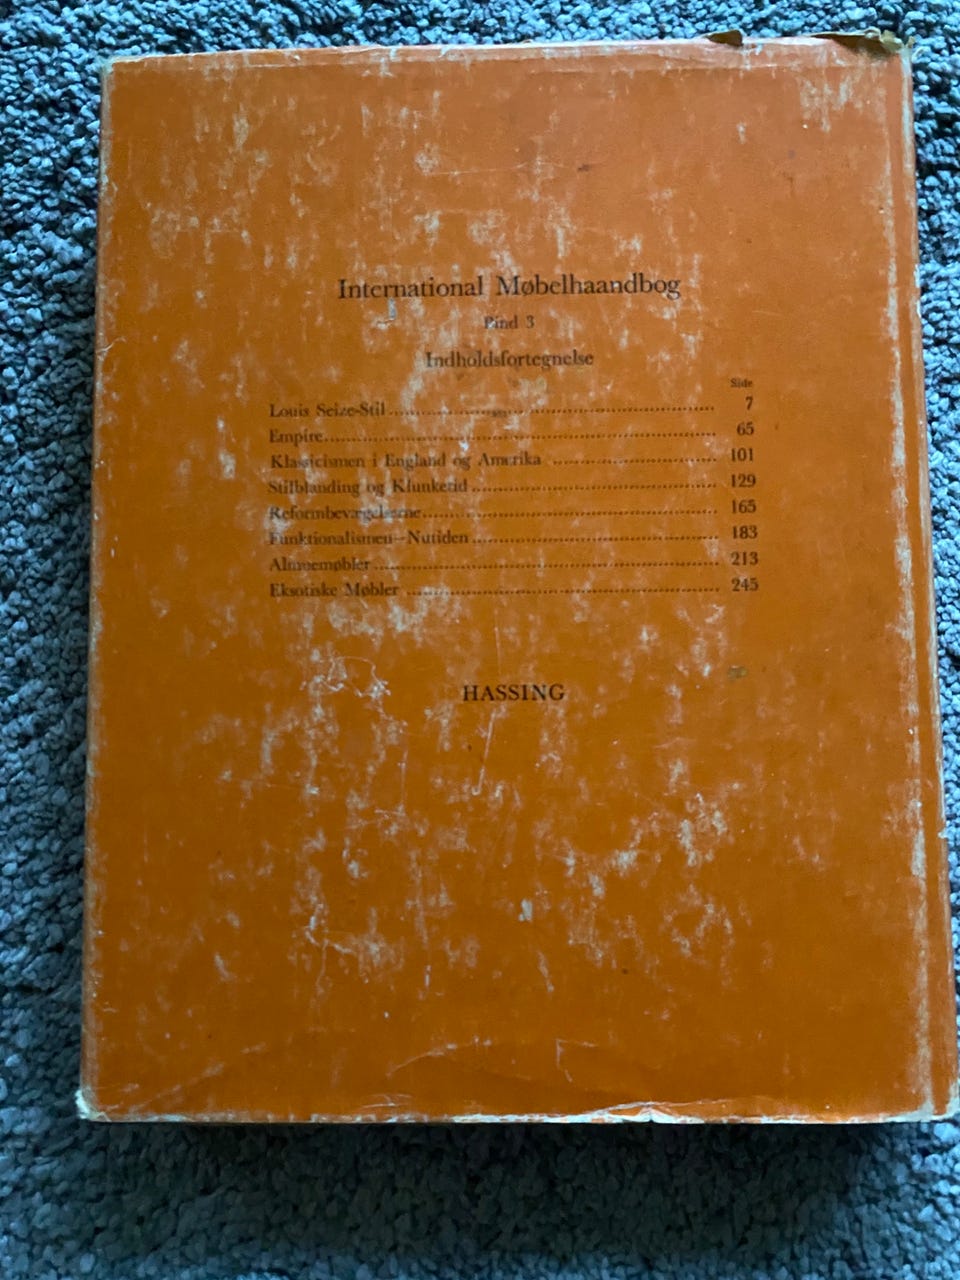 International Møbelhaandbog
Bind 3
Indholdsfortegnelse
Side
Louis Seize-Stil ........ 7
Empire ........ 65
Klassicismen i England og Amerika ........ 101
Stilblanding og Klunketid ........ 129
Reformbevægelserne ........ 165
Funktionalismen—Nutiden ........ 183
Almuemøbler ........ 213
Eksotiske Møbler ........ 245
HASSING